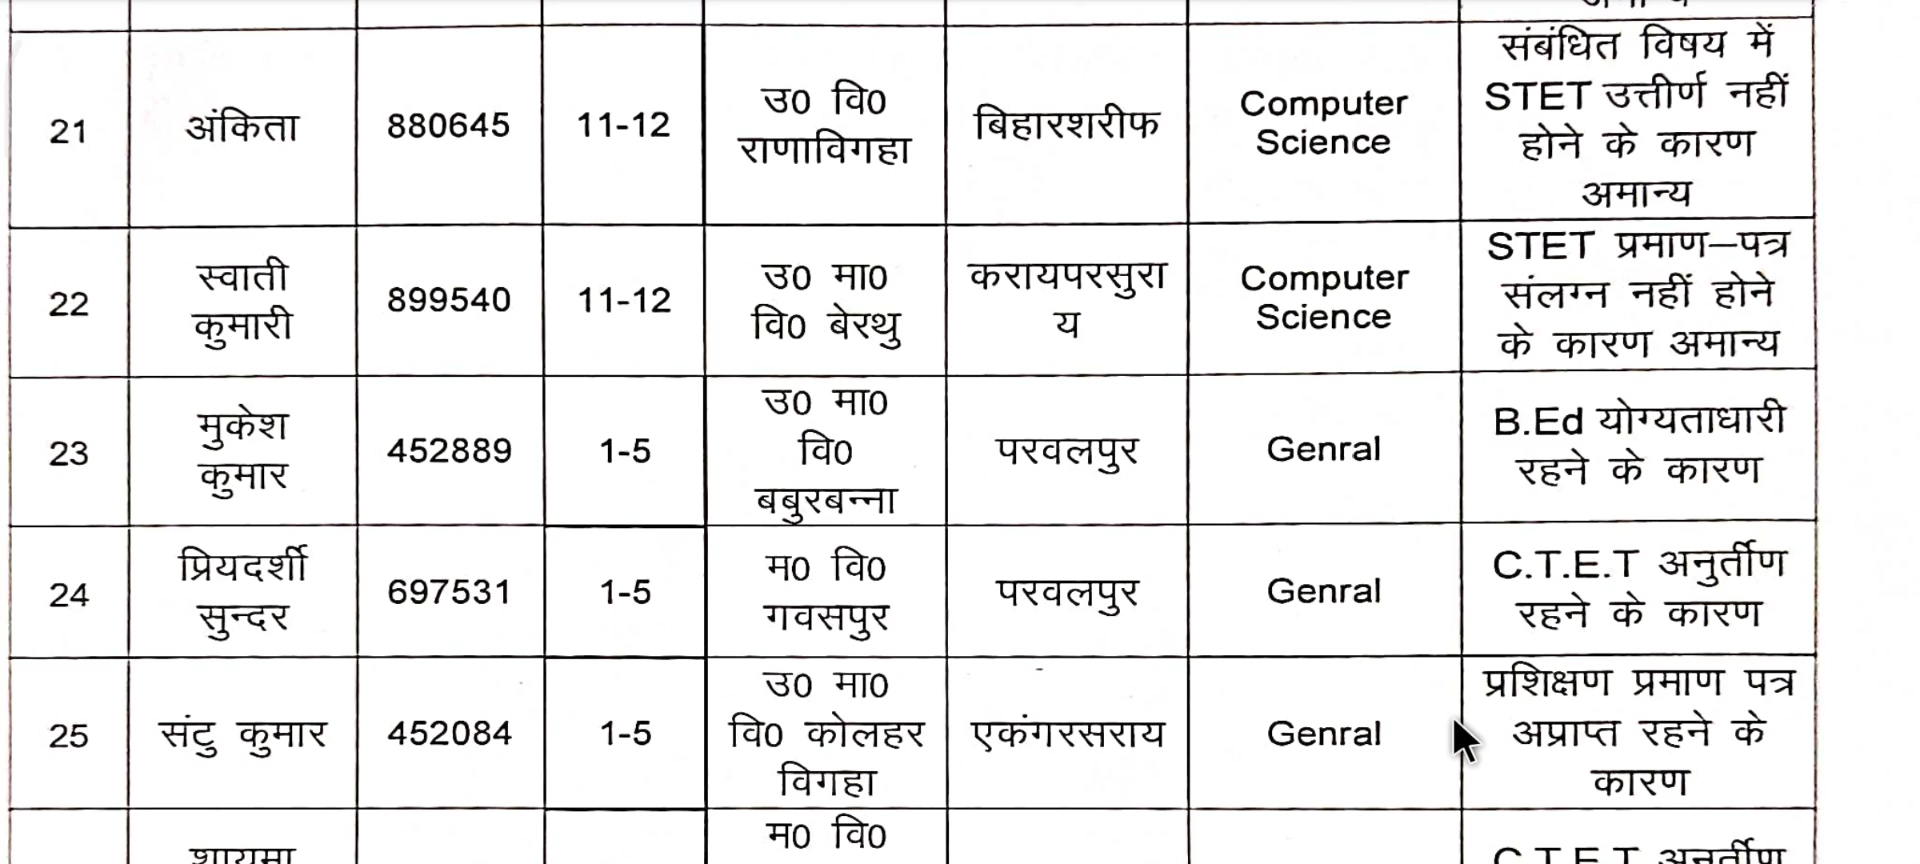 21
अंकिता
880645
11-12
उ0 वि0
राणाविगहा
बिहारशरीफ
Computer
Science
संबंधित विषय में
STET उत्तीर्ण नहीं
होने के कारण
अमान्य
22
स्वाती
कुमारी
899540
11-12
उ0 मा0
वि0 बेरथु
करायपरसुरा
य
Computer
Science
STET प्रमाण–पत्र
संलग्न नहीं होने
के कारण अमान्य
23
मुकेश
कुमार
452889
1-5
उ0 मा0
वि0
बबुरबन्ना
परवलपुर
Genral
B.Ed योग्यताधारी
रहने के कारण
24
प्रियदर्शी
सुन्दर
697531
1-5
म0 वि0
गवसपुर
परवलपुर
Genral
C.T.E.T अनुर्तीण
रहने के कारण
25
संटु कुमार
452084
1-5
उ0 मा0
वि0 कोलहर
विगहा
एकंगरसराय
Genral
प्रशिक्षण प्रमाण पत्र
अप्राप्त रहने के
कारण
म0 वि0
C.T.E.T अनुर्तीण